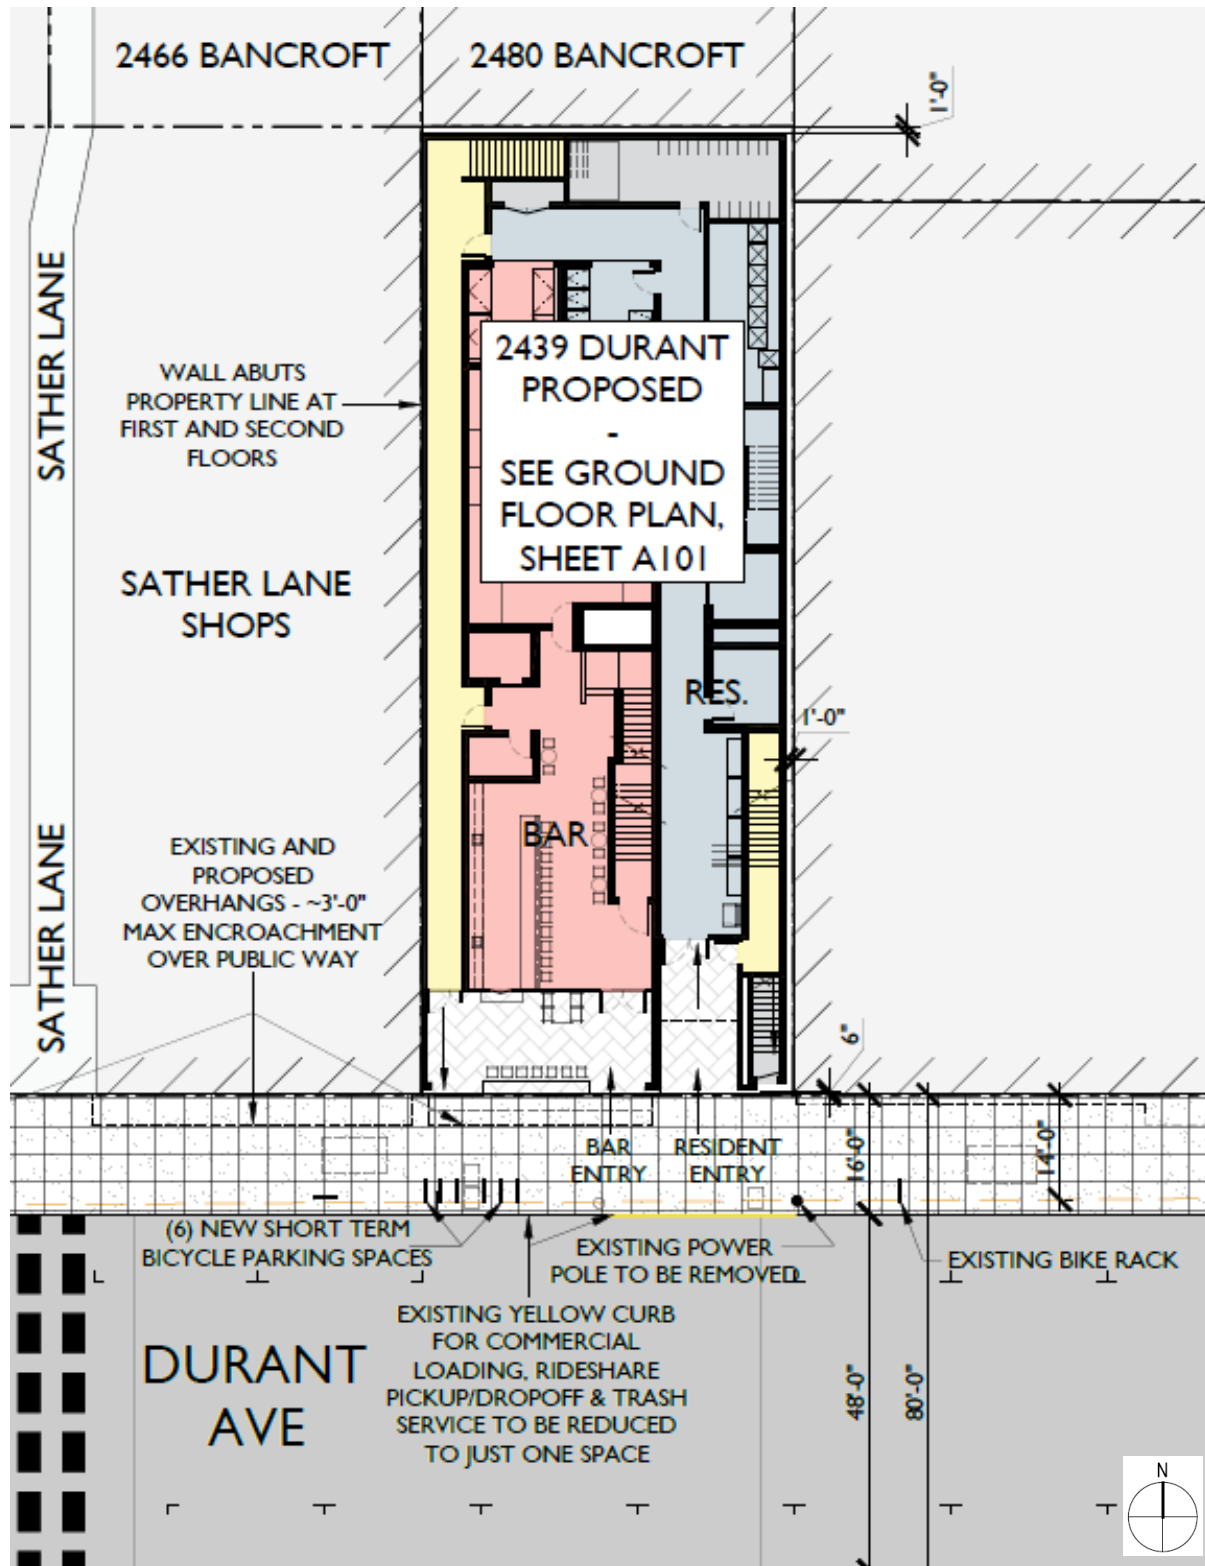 2466 BANCROFT
2480 BANCROFT
1'-0"
SATHER LANE
WALL ABUTS
PROPERTY LINE AT
FIRST AND SECOND
FLOORS
2439 DURANT
PROPOSED
-
SEE GROUND
FLOOR PLAN,
SHEET A101
SATHER LANE
SHOPS
RES.
1'-0"
BAR
SATHER LANE
EXISTING AND
PROPOSED
OVERHANGS - ~3'-0"
MAX ENCROACHMENT
OVER PUBLIC WAY
6"
BAR
ENTRY
RESIDENT
ENTRY
16'-0"
14'-0"
(6) NEW SHORT TERM
BICYCLE PARKING SPACES
EXISTING POWER
POLE TO BE REMOVED
EXISTING BIKE RACK
EXISTING YELLOW CURB
FOR COMMERCIAL
LOADING, RIDESHARE
PICKUP/DROPOFF & TRASH
SERVICE TO BE REDUCED
TO JUST ONE SPACE
DURANT
AVE
48'-0"
80'-0"
N